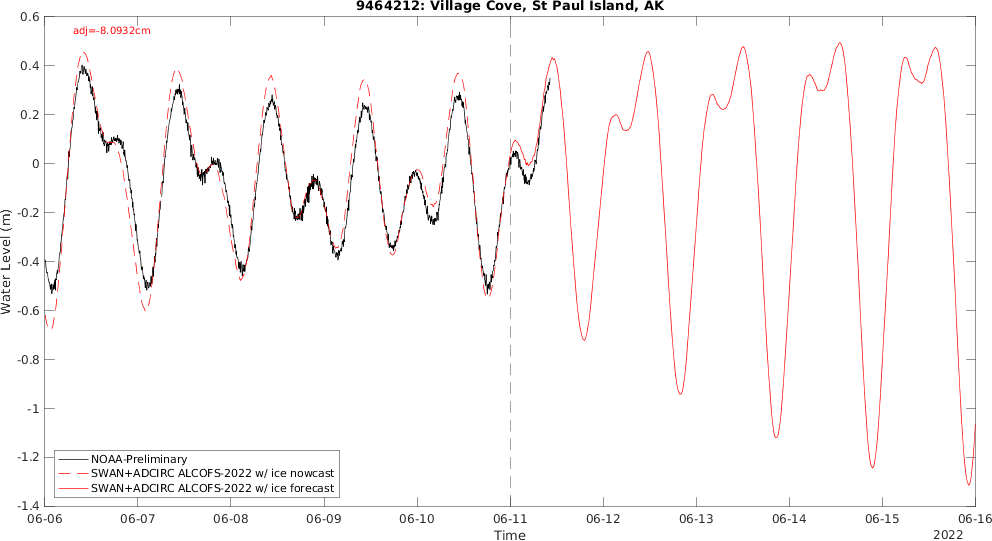 9464212: Village Cove, St Paul Island, AK
adj=-8.0932cm
0.6
0.4
0.2
0
-0.2
-0.4
-0.6
-0.8
-1
-1.2
-1.4
Water Level (m)
NOAA-Preliminary
SWAN+ADCIRC ALCOFS-2022 w/ ice nowcast
SWAN+ADCIRC ALCOFS-2022 w/ ice forecast
06-06 06-07 06-08 06-09 06-10 06-11 06-12 06-13 06-14 06-15 06-16
Time
2022